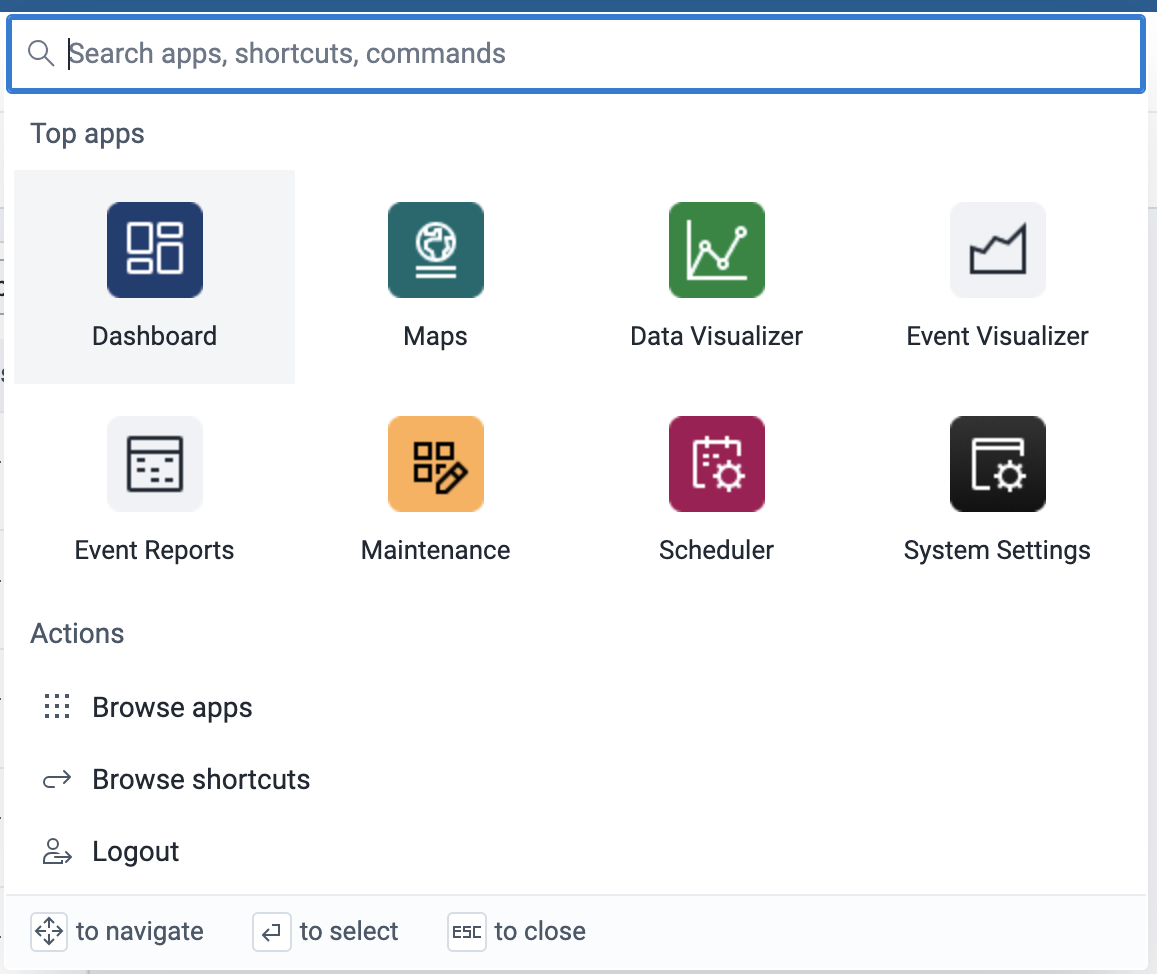 Search apps, shortcuts, commands
Top apps
Dashboard
Maps
Data Visualizer
Event Visualizer
Event Reports
Maintenance
Scheduler
System Settings
Actions
Browse apps
Browse shortcuts
Logout
to navigate
to select
ESC to close